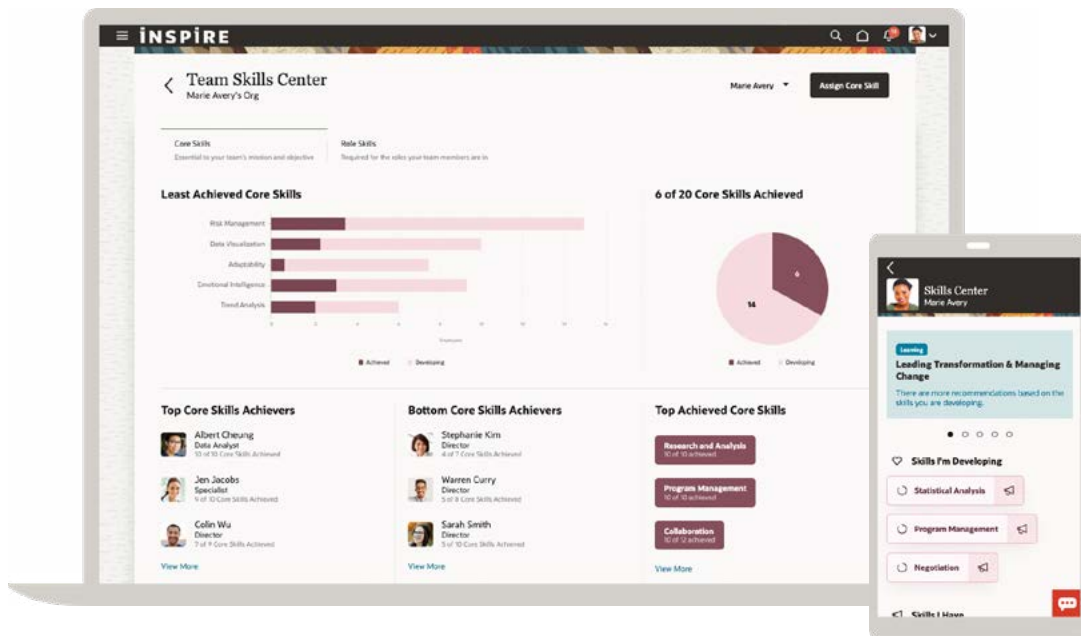 INSPIRE
Team Skills Center
Marie Avery's Org
Marie Avery
Assign Core Skill
Core Skills
Essential to your team's mission and objective
Role Skills
Required for the roles your team members are in
Least Achieved Core Skills
Risk Management
Data Visualization
Adaptability
Emotional Intelligence
Trend Analysis
Achieved
Developing
6 of 20 Core Skills Achieved
6
14
Achieved
Developing
Top Core Skills Achievers
Albert Cheung
Data Analyst
10 of 10 Core Skills Achieved
Jen Jacobs
Specialist
9 of 10 Core Skills Achieved
Colin Wu
Director
7 of 9 Core Skills Achieved
View More
Bottom Core Skills Achievers
Stephanie Kim
Director
4 of 7 Core Skills Achieved
Warren Curry
Director
5 of 8 Core Skills Achieved
Sarah Smith
Director
5 of 10 Core Skills Achieved
View More
Top Achieved Core Skills
Research and Analysis
10 of 10 achieved
Program Management
10 of 10 achieved
Collaboration
10 of 12 achieved
View More
Skills Center
Marie Avery
Learning
Leading Transformation & Managing
Change
There are more recommendations based on the
skills you are developing.
Skills I'm Developing
Statistical Analysis
Program Management
Negotiation
Skills I Have